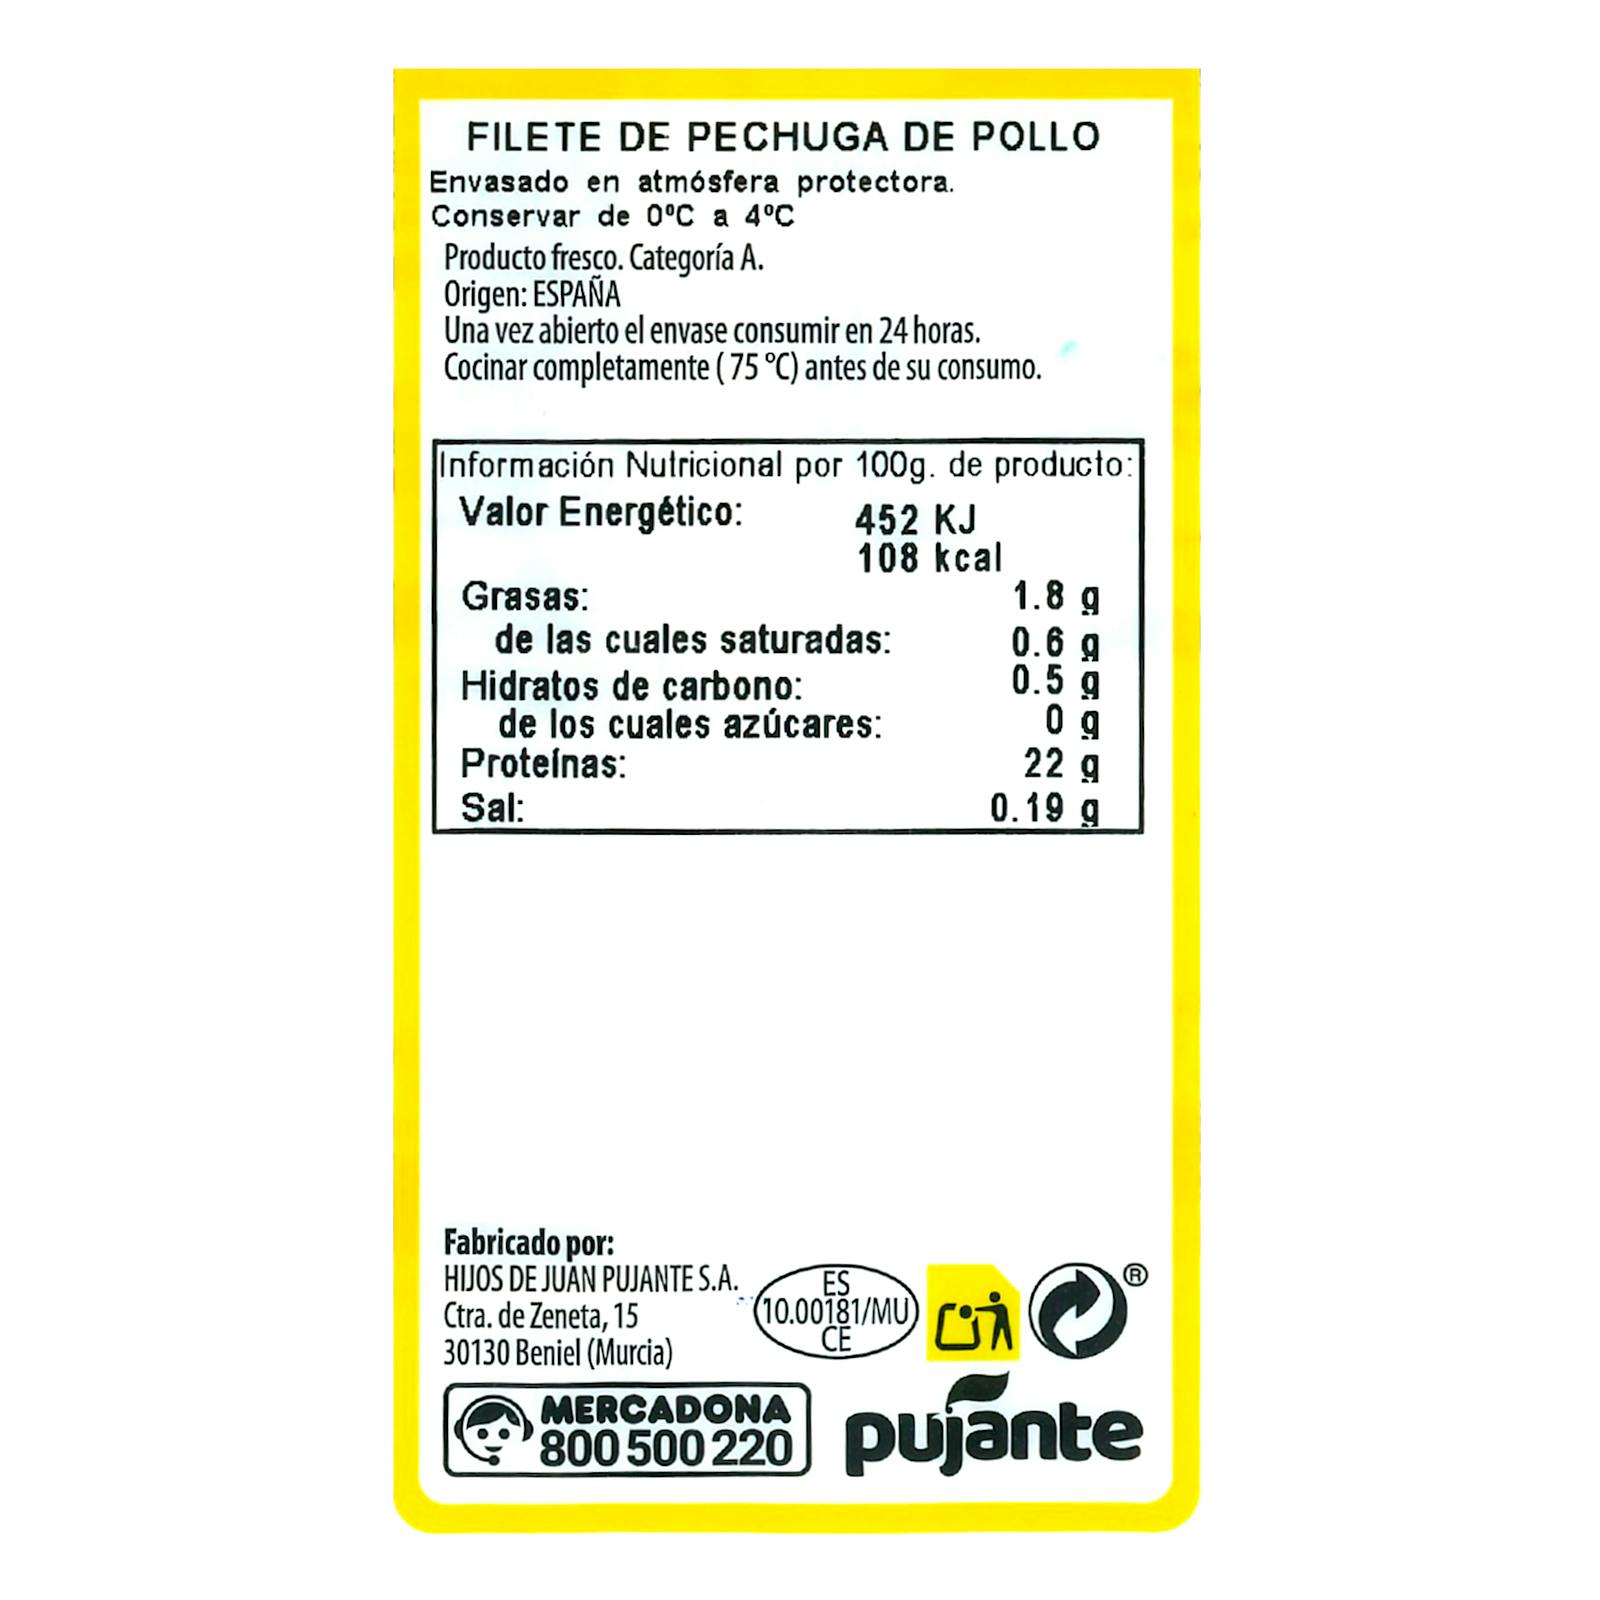 FILETE DE PECHUGA DE POLLO
Envasado en atmósfera protectora.
Conservar de 0ºC a 4ºC
Producto fresco. Categoría A.
Origen: ESPAÑA
Una vez abierto el envase consumir en 24 horas.
Cocinar completamente ( 75 ºC) antes de su consumo.
Información Nutricional por 100g. de producto:
Valor Energético: 452 KJ
108 kcal
Grasas: 1.8 g
de las cuales saturadas: 0.6 g
Hidratos de carbono: 0.5 g
de los cuales azúcares: 0 g
Proteínas: 22 g
Sal: 0.19 g
Fabricado por:
HIJOS DE JUAN PUJANTE S.A.
Ctra. de Zeneta, 15
30130 Beniel (Murcia)
ES
10.00181/MU
CE
®
MERCADONA
800 500 220
pujante